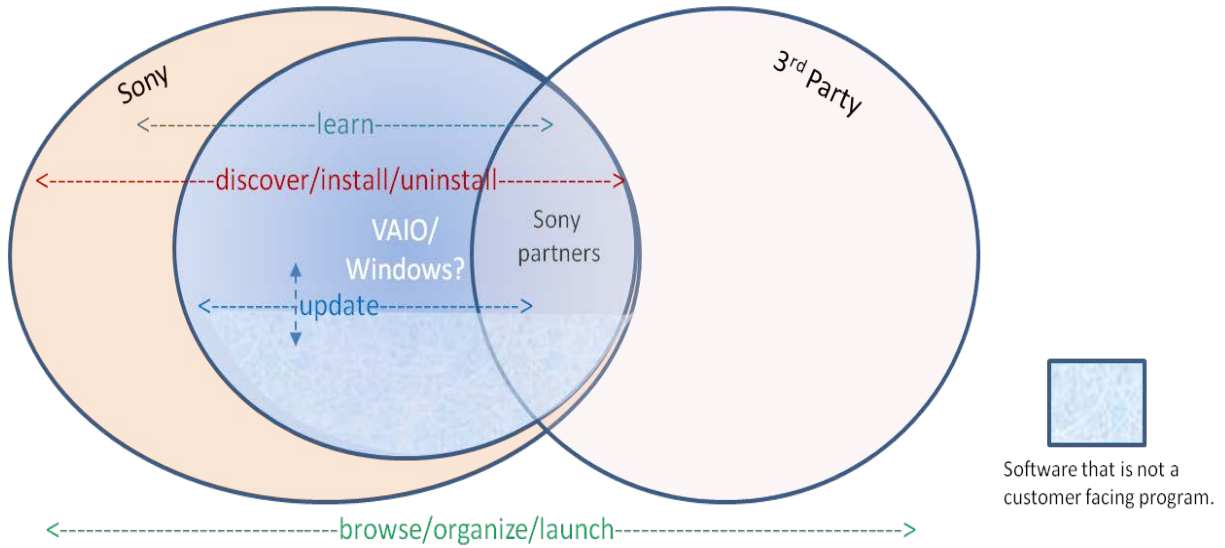 Sony
3rd Party
<---------------------learn---------------->
<--------------------discover/install/uninstall--------------->
VAIO/
Windows?
Sony
partners
<------------update------------------->
Software that is not a
customer facing program.
<-----------------------------------browse/organize/launch------------------------------------>